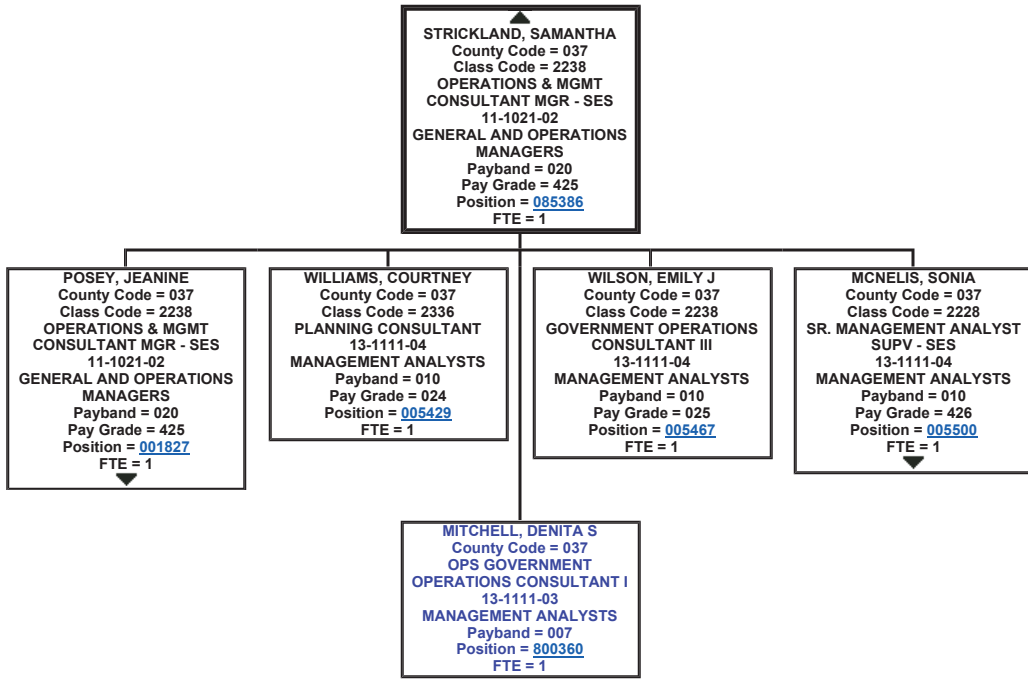 STRICKLAND, SAMANTHA
County Code = 037
Class Code = 2238
OPERATIONS & MGMT
CONSULTANT MGR - SES
11-1021-02
GENERAL AND OPERATIONS
MANAGERS
Payband = 020
Pay Grade = 425
Position = 085386
FTE = 1
POSEY, JEANINE
County Code = 037
Class Code = 2238
OPERATIONS & MGMT
CONSULTANT MGR - SES
11-1021-02
GENERAL AND OPERATIONS
MANAGERS
Payband = 020
Pay Grade = 425
Position = 001827
FTE = 1
WILLIAMS, COURTNEY
County Code = 037
Class Code = 2336
PLANNING CONSULTANT
13-1111-04
MANAGEMENT ANALYSTS
Payband = 010
Pay Grade = 024
Position = 005429
FTE = 1
WILSON, EMILY J
County Code = 037
Class Code = 2238
GOVERNMENT OPERATIONS
CONSULTANT III
13-1111-04
MANAGEMENT ANALYSTS
Payband = 010
Pay Grade = 025
Position = 005467
FTE = 1
MCNELIS, SONIA
County Code = 037
Class Code = 2228
SR. MANAGEMENT ANALYST
SUPV - SES
13-1111-04
MANAGEMENT ANALYSTS
Payband = 010
Pay Grade = 426
Position = 005500
FTE = 1
MITCHELL, DENITA S
County Code = 037
OPS GOVERNMENT
OPERATIONS CONSULTANT I
13-1111-03
MANAGEMENT ANALYSTS
Payband = 007
Position = 800360
FTE = 1